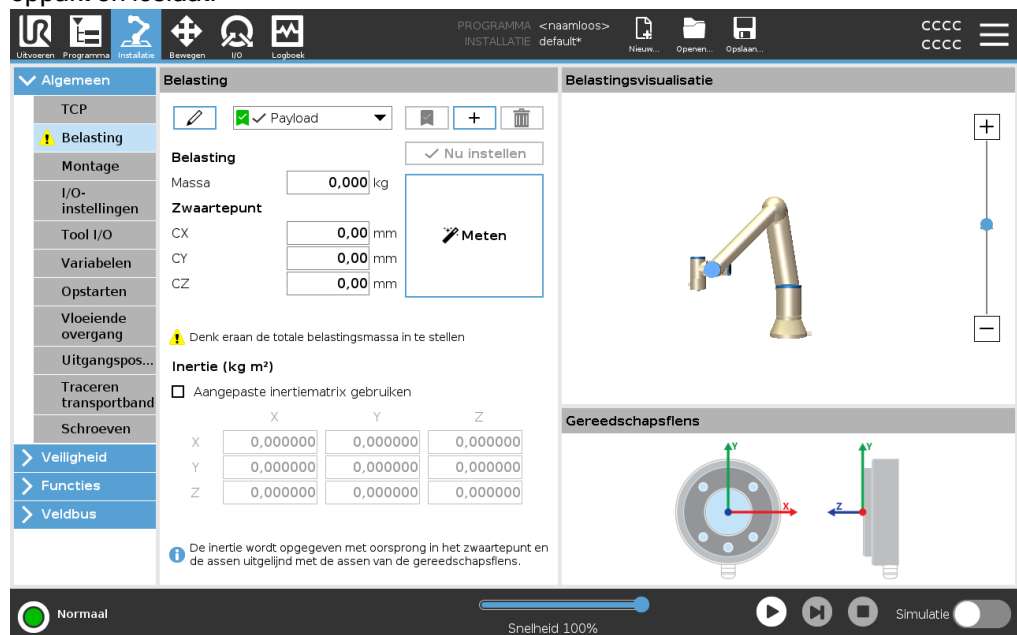 PROGRAMMA <naamloos>
INSTALLATIE default*
Uitvoeren Programma Installatie Bewegen I/O Logboek
Nieuw... Openen... Opslaan...
CCCC
CCCC
Algemeen
TCP
Belasting
Montage
I/O-
instellingen
Tool I/O
Variabelen
Opstarten
Vloeiende
overgang
Uitgangspos...
Traceren
transportband
Schroeven
Veiligheid
Functies
Veldbus
Belasting
Payload
+
Nu instellen
Belasting
Massa 0,000 kg
Zwaartepunt
CX 0,00 mm
CY 0,00 mm
CZ 0,00 mm
Meten
Denk eraan de totale belastingsmassa in te stellen
Inertie (kg m²)
Aangepaste inertiematrix gebruiken
X Y Z
X 0,000000 0,000000 0,000000
Y 0,000000 0,000000 0,000000
Z 0,000000 0,000000 0,000000
De inertie wordt opgegeven met oorsprong in het zwaartepunt en
de assen uitgelijnd met de assen van de gereedschapsflens.
Belastingsvisualisatie
+
−
Gereedschapsflens
Y
X
Y
Z
Normaal
Snelheid 100%
Simulatie